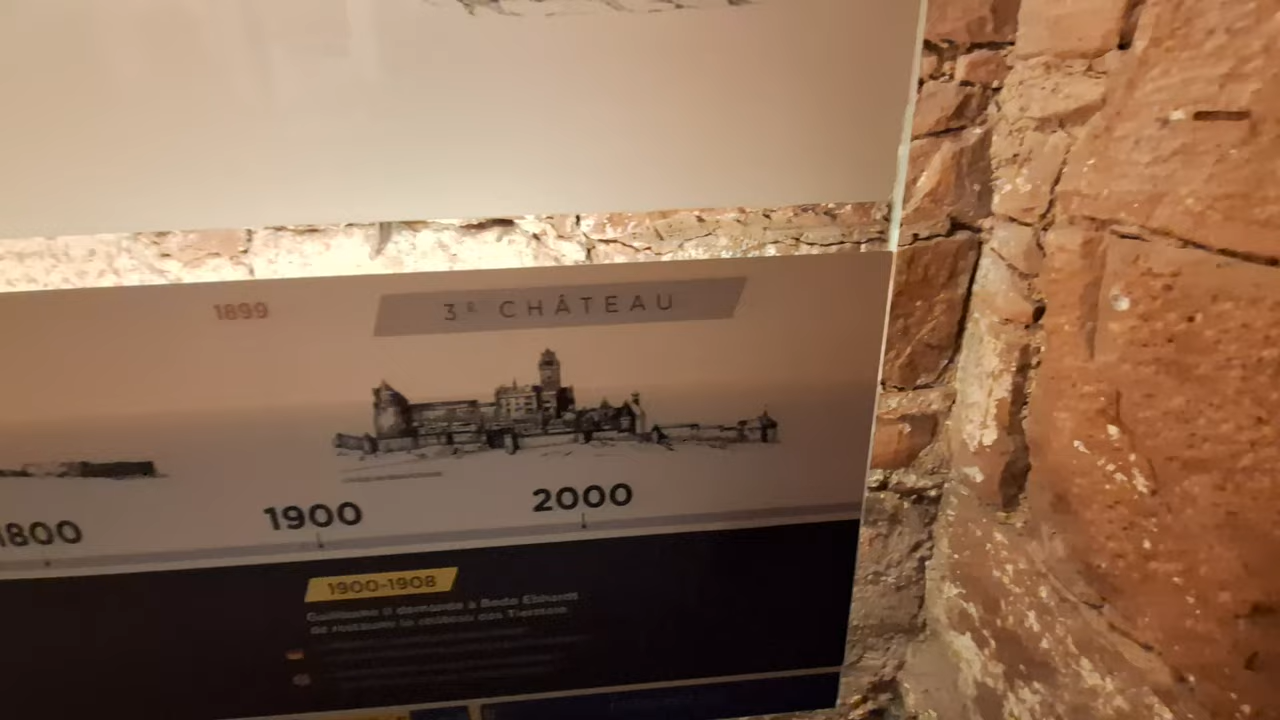 1899
3E CHÂTEAU
1800
1900
2000
1900-1908
Guillaume II demande à Bodo Ebhardt
de restaurer le château des Tierstein.